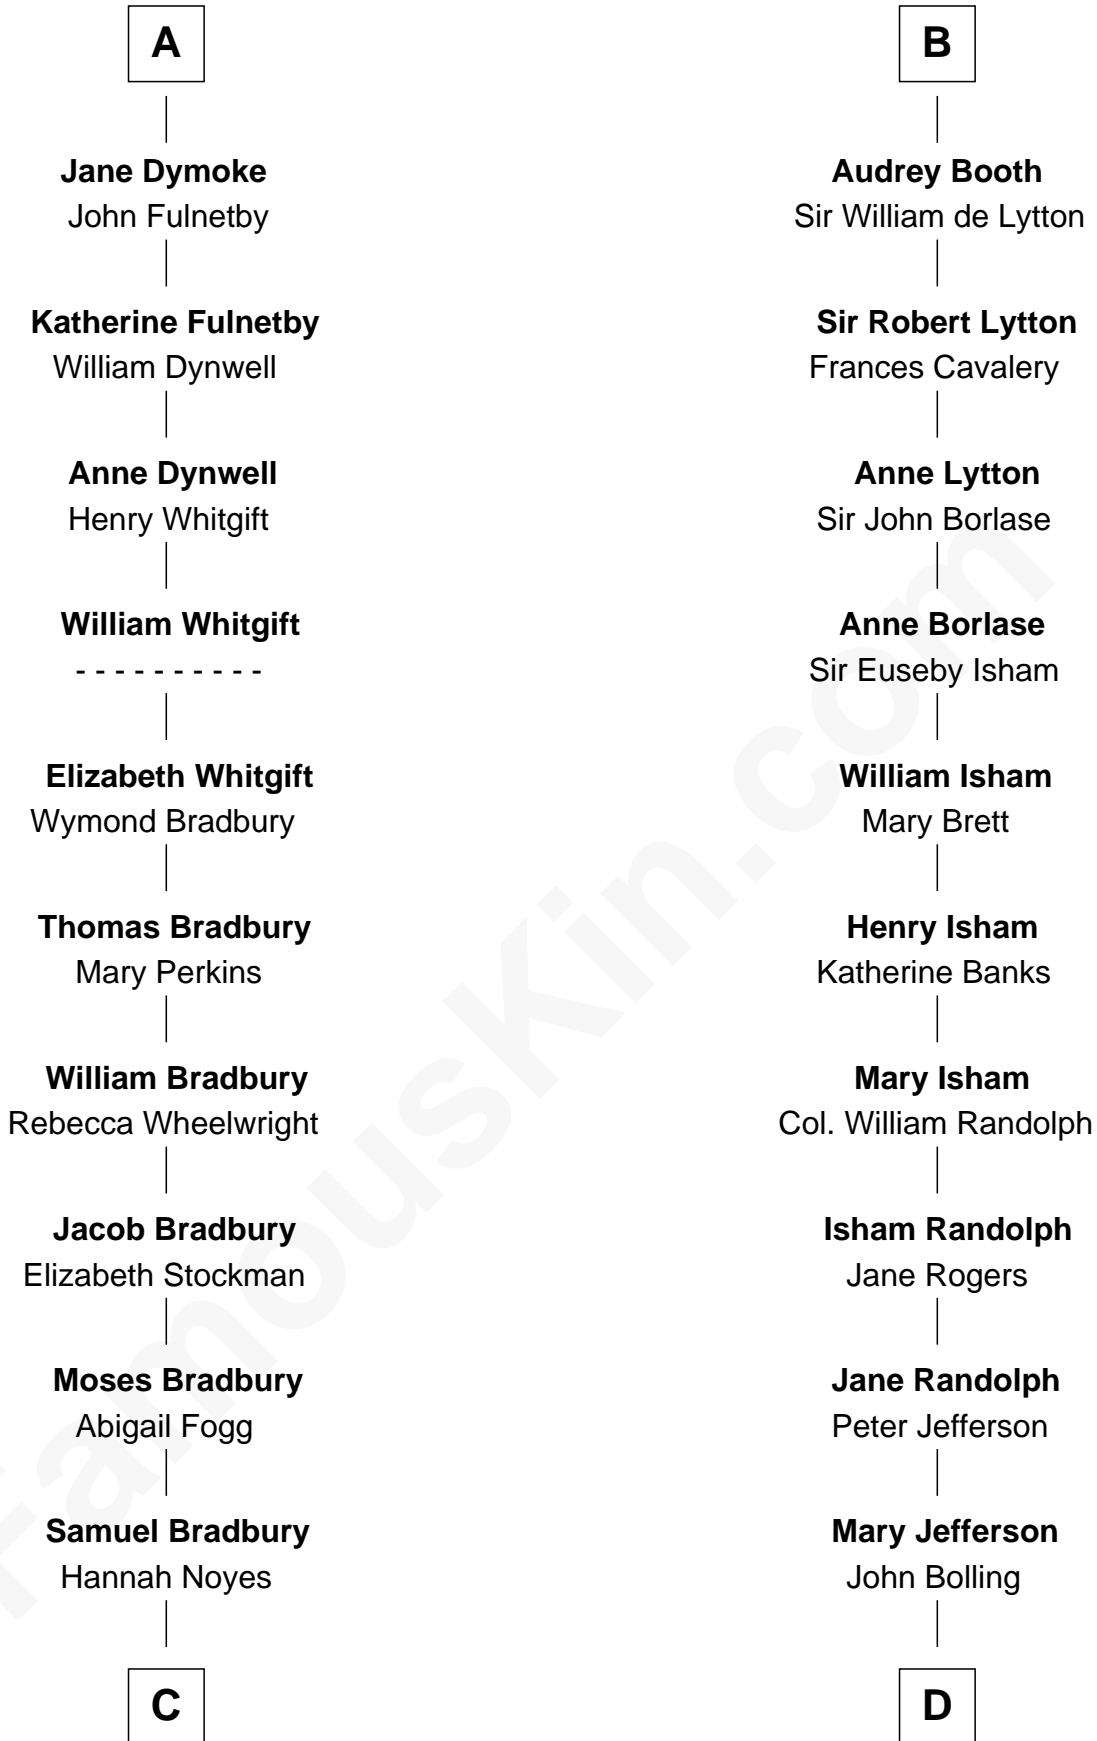 A
Jane Dymoke
John Fulnetby
Katherine Fulnetby
William Dynwell
Anne Dynwell
Henry Whitgift
William Whitgift
- - - - - - - - - -
Elizabeth Whitgift
Wymond Bradbury
Thomas Bradbury
Mary Perkins
William Bradbury
Rebecca Wheelwright
Jacob Bradbury
Elizabeth Stockman
Moses Bradbury
Abigail Fogg
Samuel Bradbury
Hannah Noyes
C
B
Audrey Booth
Sir William de Lytton
Sir Robert Lytton
Frances Cavalery
Anne Lytton
Sir John Borlase
Anne Borlase
Sir Euseby Isham
William Isham
Mary Brett
Henry Isham
Katherine Banks
Mary Isham
Col. William Randolph
Isham Randolph
Jane Rogers
Jane Randolph
Peter Jefferson
Mary Jefferson
John Bolling
D
FamousKin.com